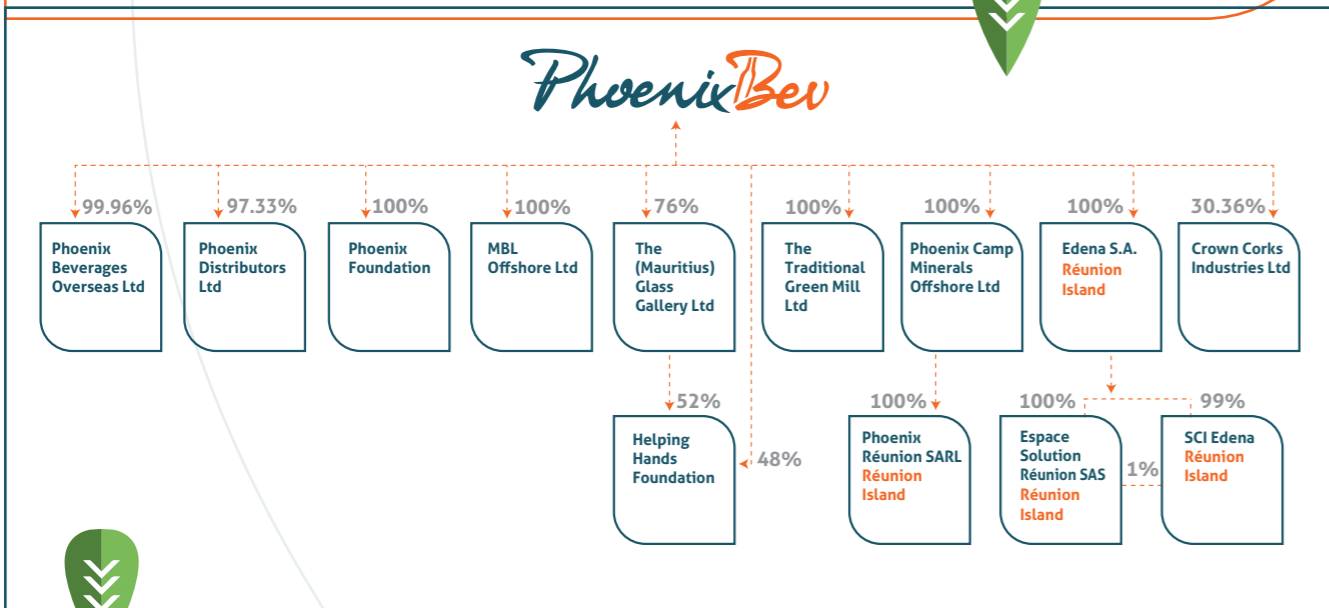 PhoenixBev
99.96%
97.33%
100%
100%
76%
100%
100%
100%
30.36%
Phoenix
Beverages
Overseas Ltd
Phoenix
Distributors
Ltd
Phoenix
Foundation
MBL
Offshore Ltd
The
(Mauritius)
Glass
Gallery Ltd
The
Traditional
Green Mill
Ltd
Phoenix Camp
Minerals
Offshore Ltd
Edena S.A.
Réunion
Island
Crown Corks
Industries Ltd
52%
100%
100%
99%
Helping
Hands
Foundation
48%
Phoenix
Réunion SARL
Réunion
Island
Espace
Solution
Réunion SAS
Réunion
Island
1%
SCI Edena
Réunion
Island